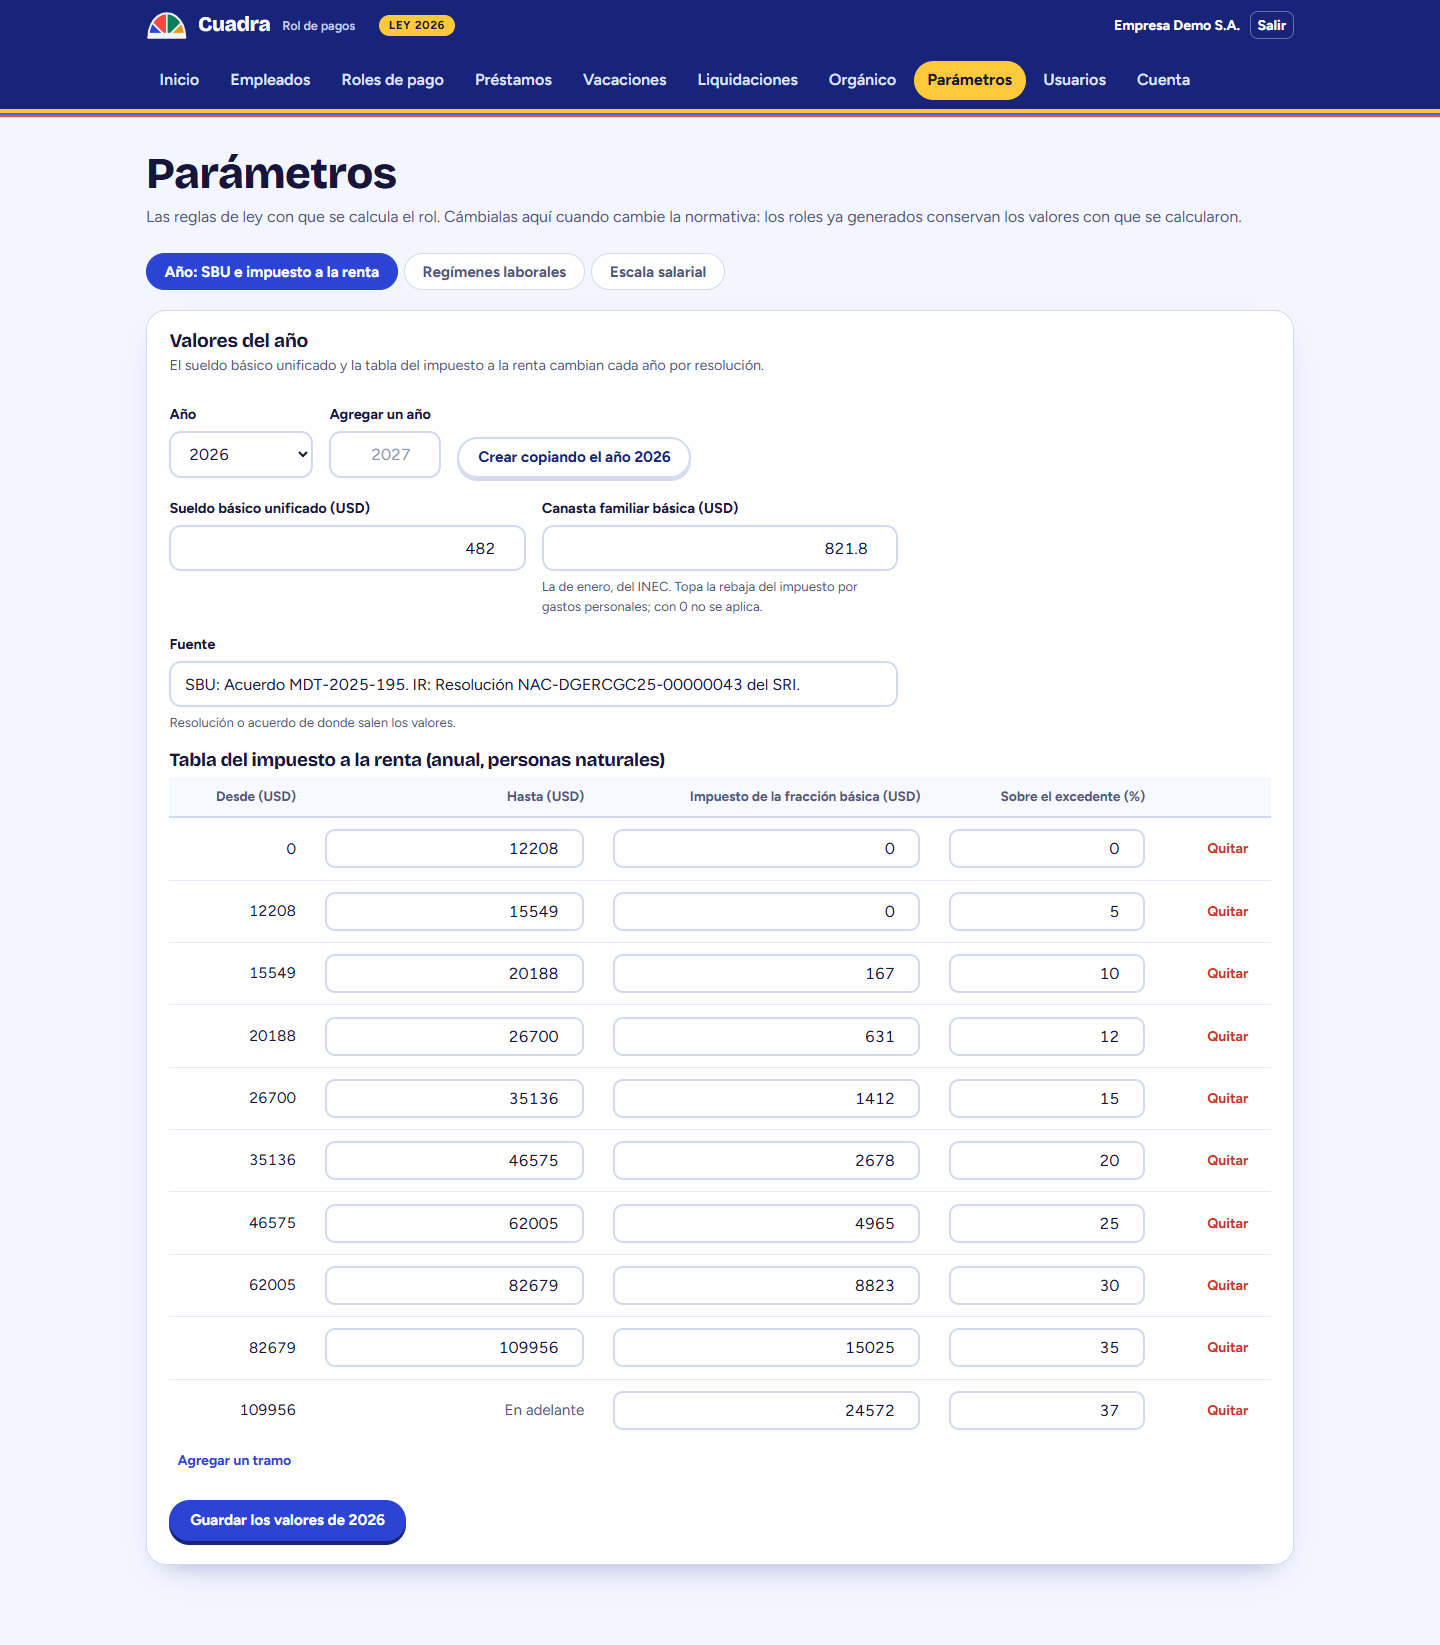 Cuadra Rol de pagos LEY 2026 Empresa Demo S.A. Salir
Inicio Empleados Roles de pago Préstamos Vacaciones Liquidaciones Orgánico Parámetros Usuarios Cuenta
Parámetros
Las reglas de ley con que se calcula el rol. Cámbialas aquí cuando cambie la normativa: los roles ya generados conservan los valores con que se calcularon.
Año: SBU e impuesto a la renta Regímenes laborales Escala salarial
Valores del año
El sueldo básico unificado y la tabla del impuesto a la renta cambian cada año por resolución.
Año Agregar un año
2026 2027 Crear copiando el año 2026
Sueldo básico unificado (USD) Canasta familiar básica (USD)
482 821.8
La de enero, del INEC. Topa la rebaja del impuesto por
gastos personales; con 0 no se aplica.
Fuente
SBU: Acuerdo MDT-2025-195. IR: Resolución NAC-DGERCGC25-00000043 del SRI.
Resolución o acuerdo de donde salen los valores.
Tabla del impuesto a la renta (anual, personas naturales)
Desde (USD) Hasta (USD) Impuesto de la fracción básica (USD) Sobre el excedente (%)
0 12208 0 0 Quitar
12208 15549 0 5 Quitar
15549 20188 167 10 Quitar
20188 26700 631 12 Quitar
26700 35136 1412 15 Quitar
35136 46575 2678 20 Quitar
46575 62005 4965 25 Quitar
62005 82679 8823 30 Quitar
82679 109956 15025 35 Quitar
109956 En adelante 24572 37 Quitar
Agregar un tramo
Guardar los valores de 2026